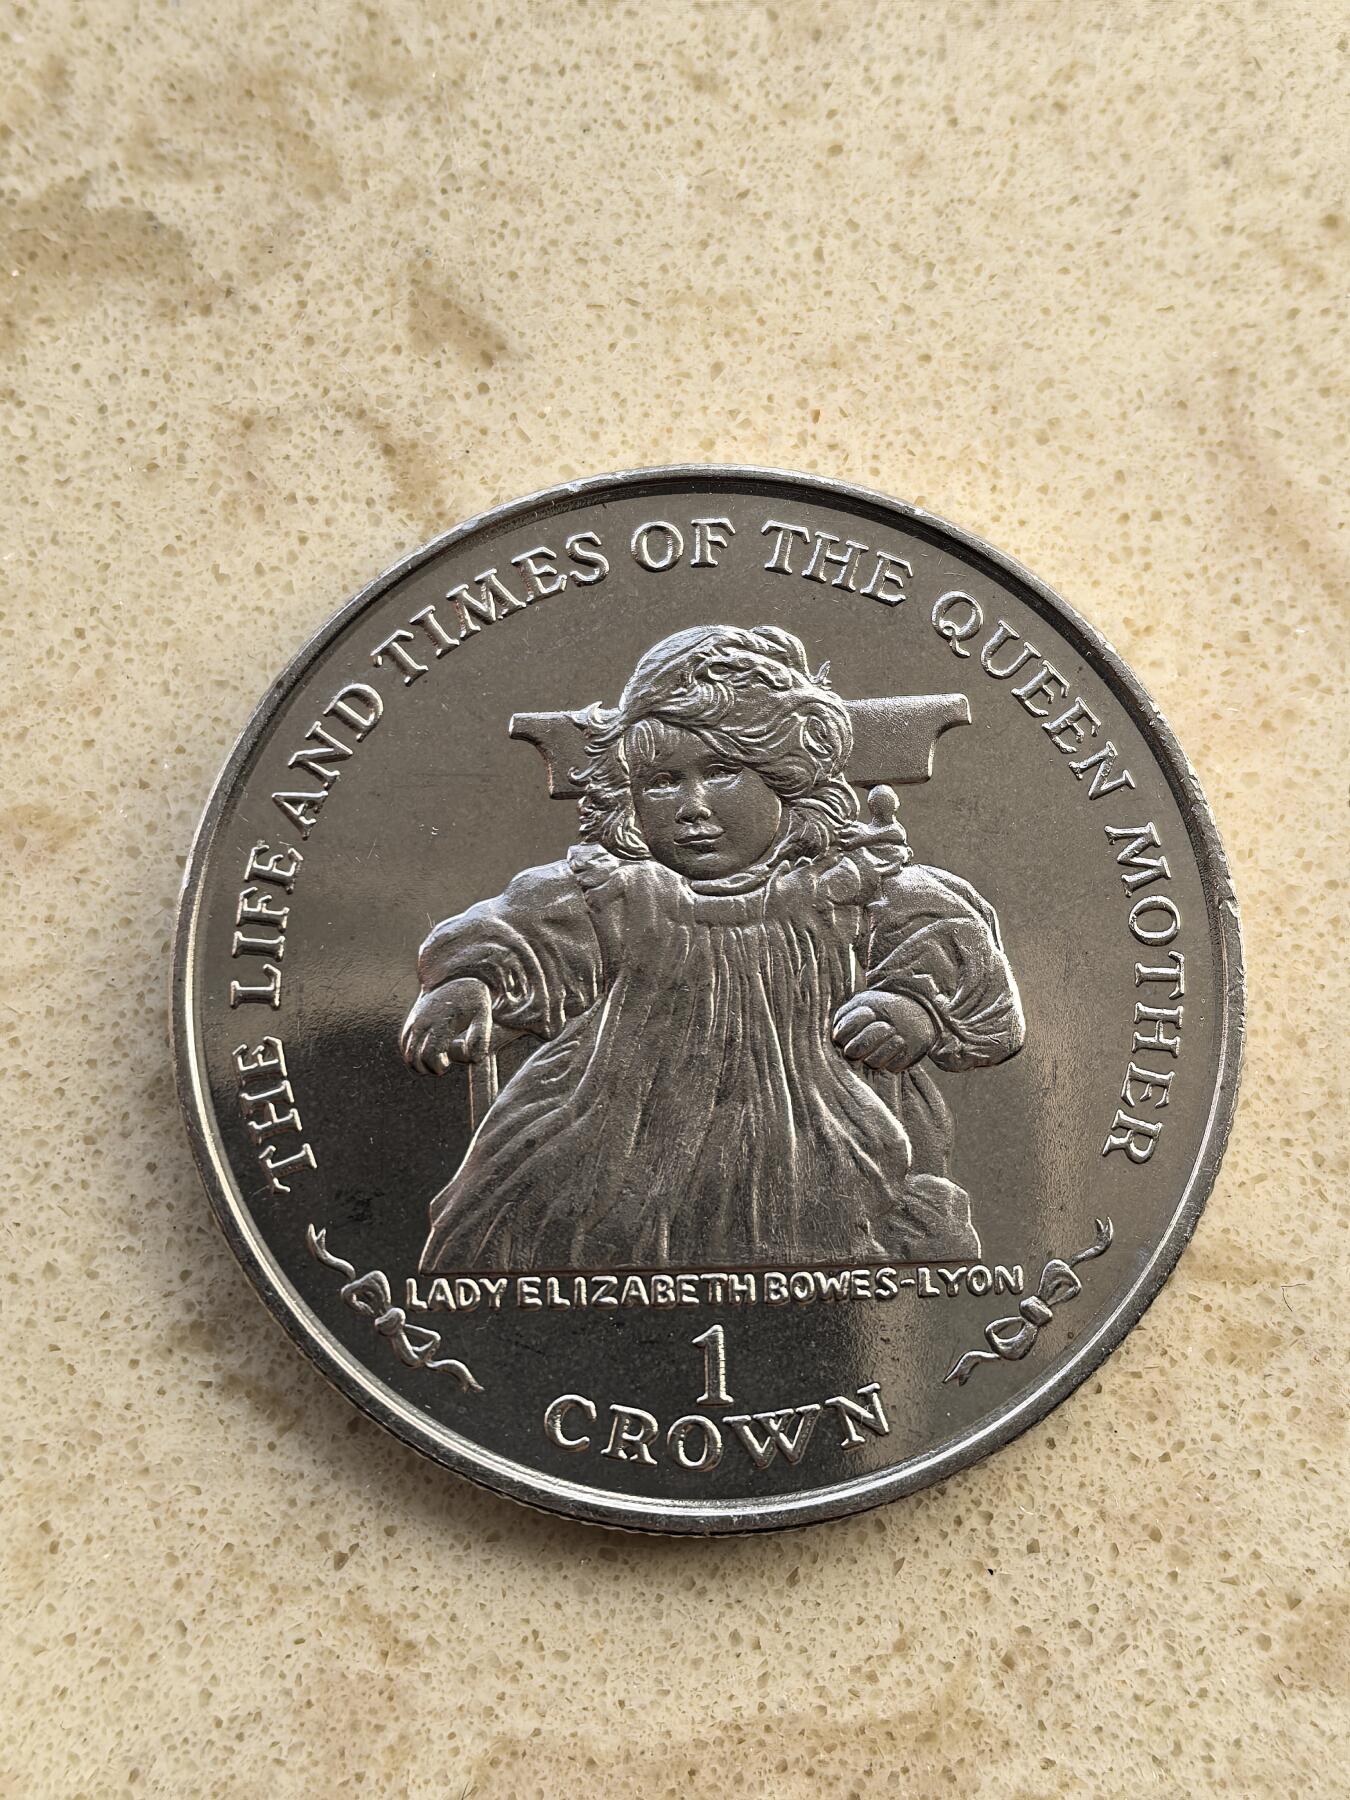 THE LIFE AND TIMES OF THE QUEEN MOTHER
LADY ELIZABETH BOWES-LYON
1
CROWN